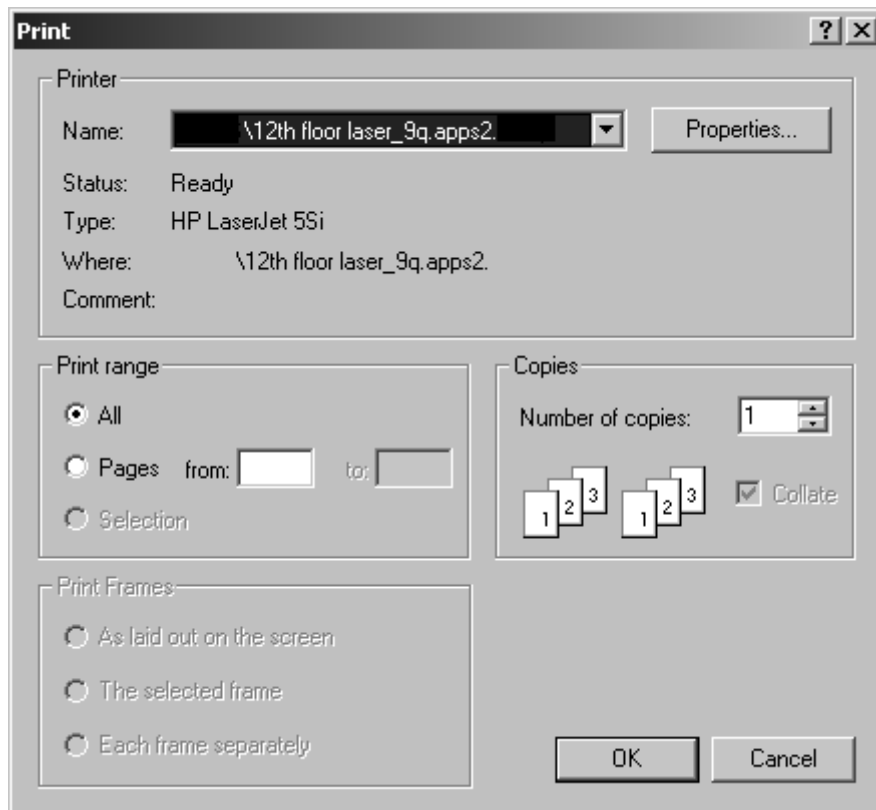 Print
Printer
Name: \12th floor laser_9q.apps2. Properties...
Status: Ready
Type: HP LaserJet 5Si
Where: \12th floor laser_9q.apps2.
Comment:
Print range
All
Pages from: to:
Selection
Copies
Number of copies: 1
1 2 3 1 2 3 Collate
Print Frames
As laid out on the screen
The selected frame
Each frame separately
OK Cancel